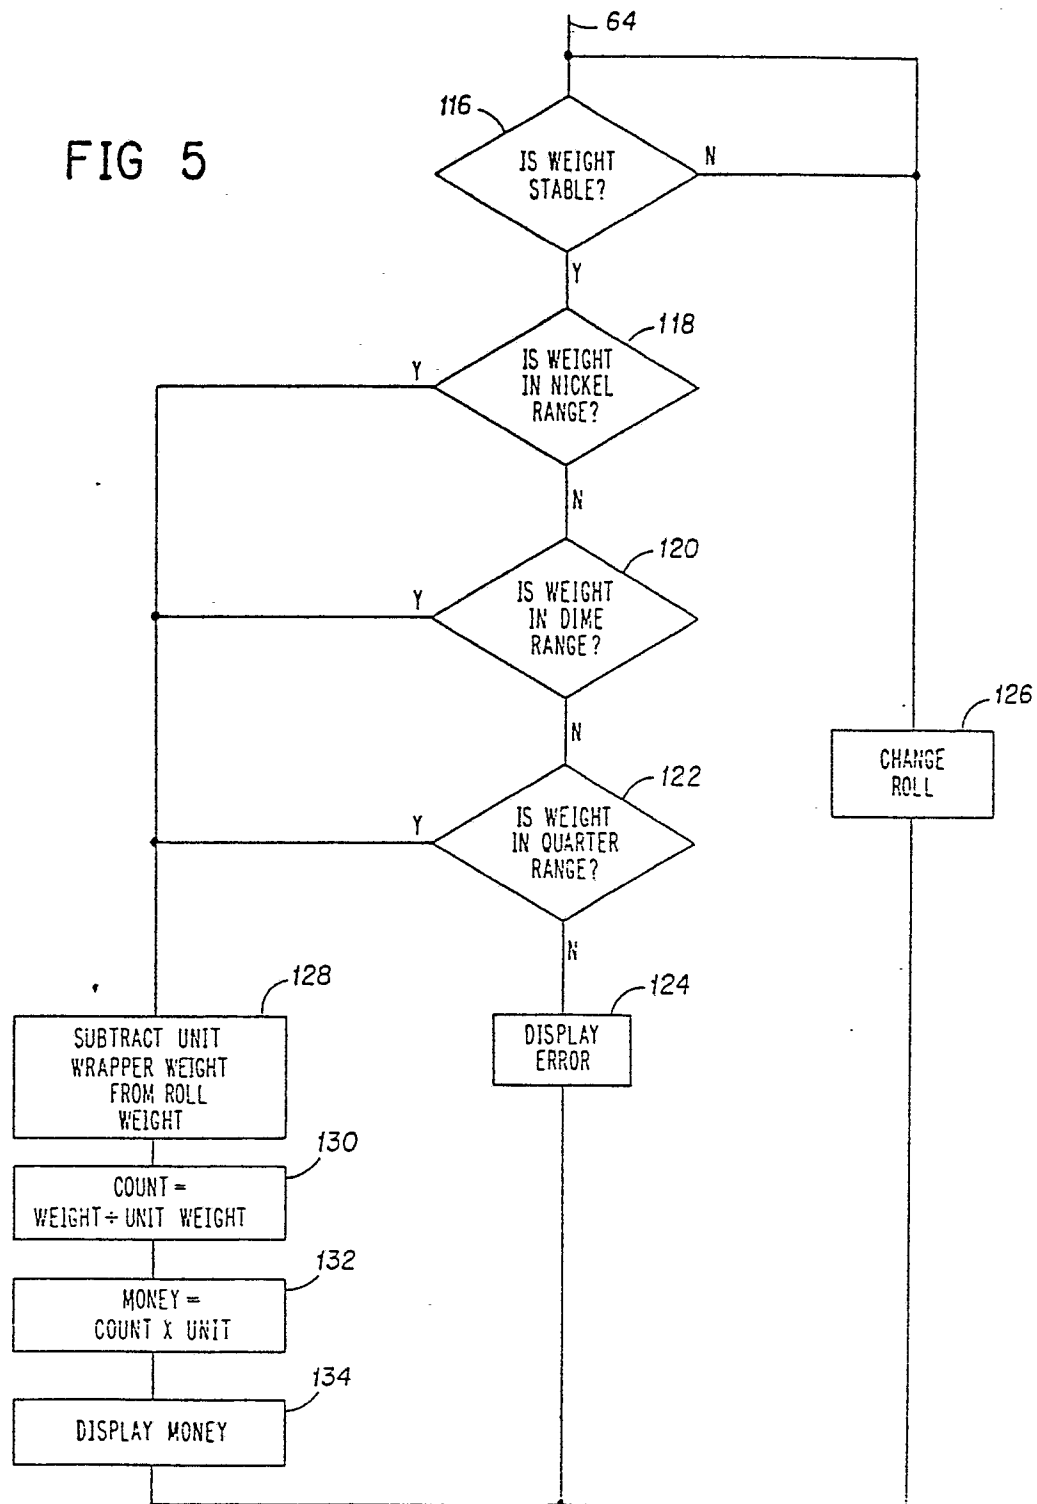 64
116
FIG 5
IS WEIGHT
STABLE?
N
Y
118
IS WEIGHT
IN NICKEL
RANGE?
Y
N
120
IS WEIGHT
IN DIME
RANGE?
Y
N
126
CHANGE
ROLL
122
IS WEIGHT
IN QUARTER
RANGE?
Y
N
128
SUBTRACT UNIT
WRAPPER WEIGHT
FROM ROLL
WEIGHT
124
DISPLAY
ERROR
130
COUNT =
WEIGHT ÷ UNIT WEIGHT
132
MONEY =
COUNT X UNIT
134
DISPLAY MONEY